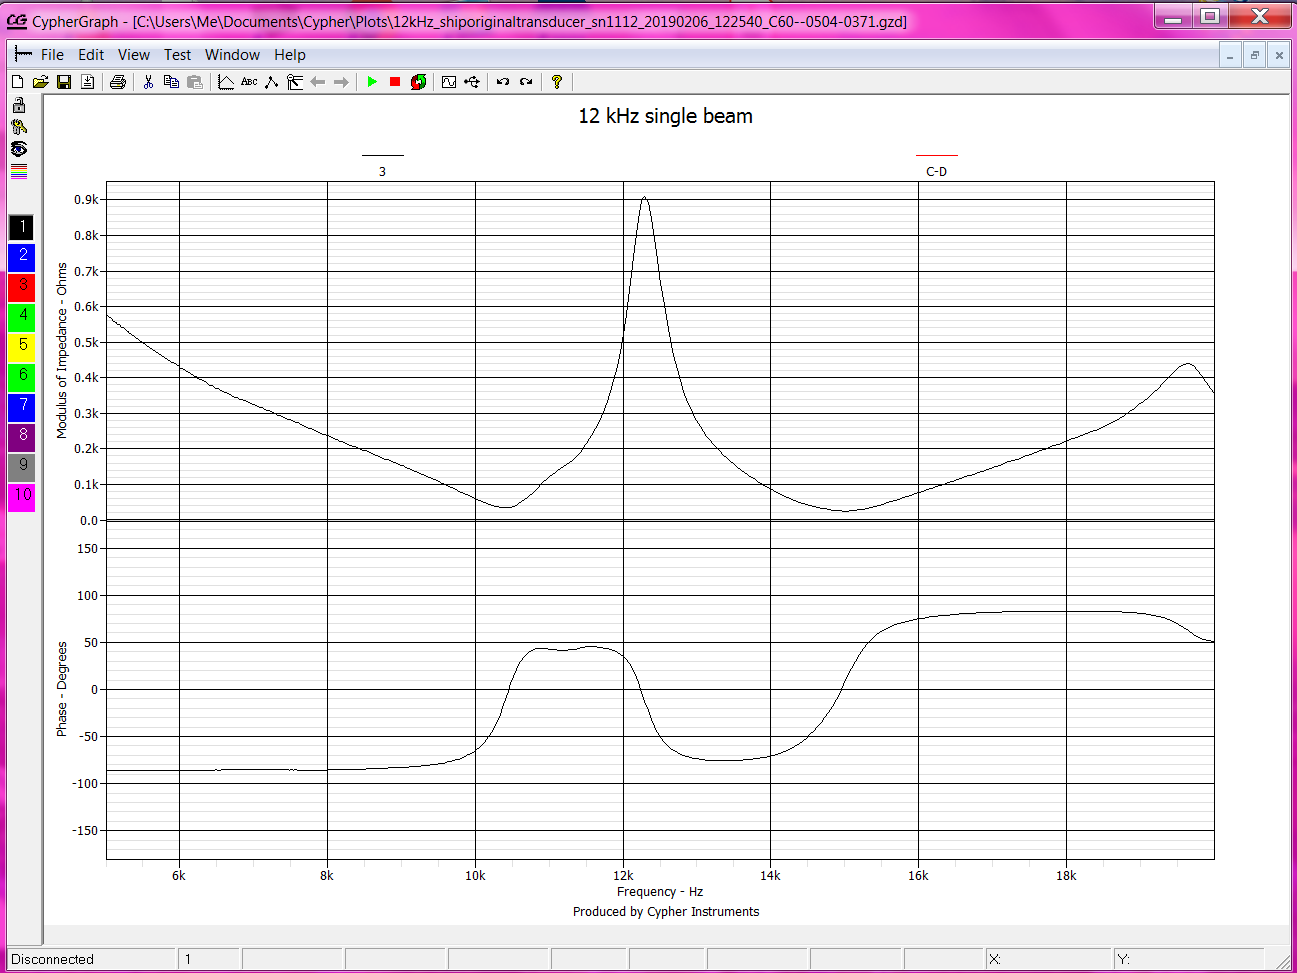 CG CypherGraph - [C:\Users\Me\Documents\Cypher\Plots\12kHz_shiporiginaltransducer_sn1112_20190206_122540_C60--0504-0371.gzd]
File Edit View Test Window Help
ABC
12 kHz single beam
3 C-D
1
2
3
4
5
6
7
8
9
10
Modulus of Impedance - Ohms
0.9k
0.8k
0.7k
0.6k
0.5k
0.4k
0.3k
0.2k
0.1k
0.0
Phase - Degrees
150
100
50
0
-50
-100
-150
6k 8k 10k 12k 14k 16k 18k
Frequency - Hz
Produced by Cypher Instruments
Disconnected 1 X: Y: